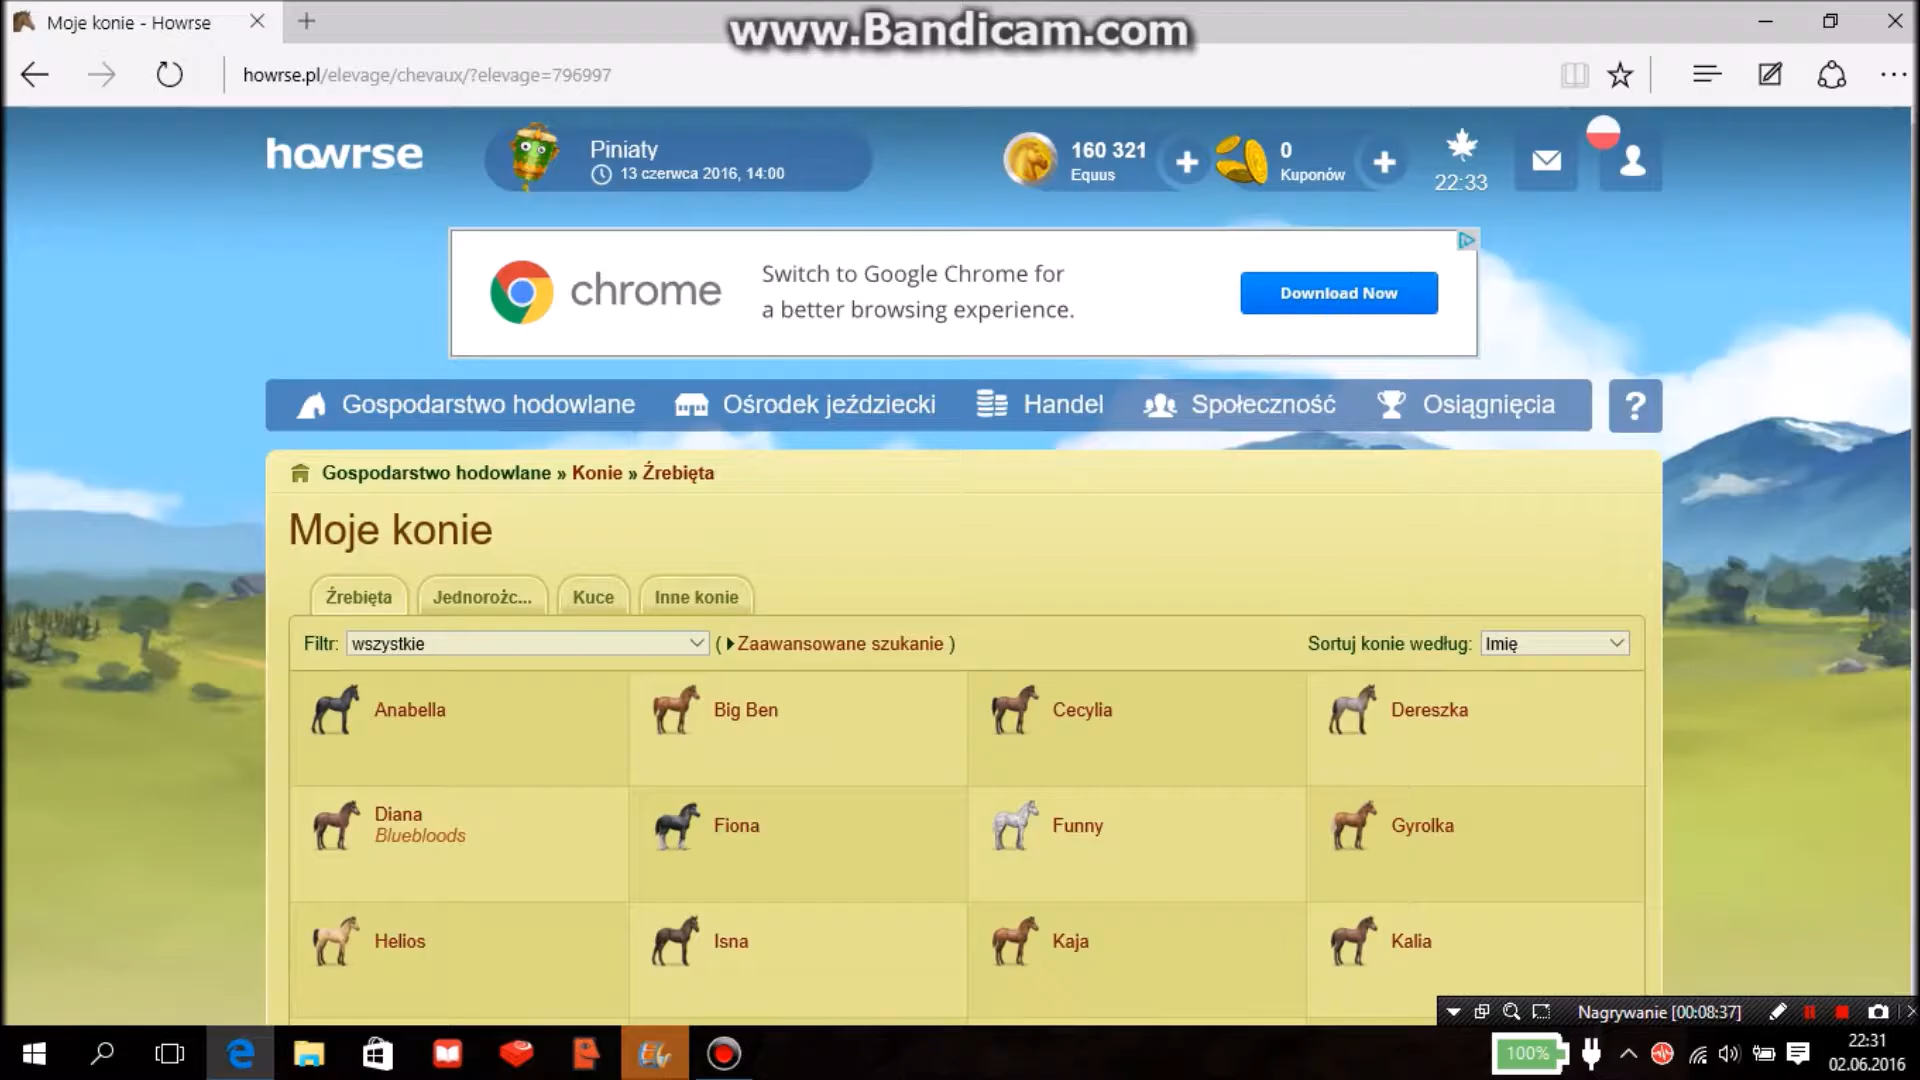 Moje konie - Howrse
www.Bandicam.com
howrse.pl/elevage/chevaux/?elevage=796997
howrse
Piniaty
13 czerwca 2016, 14:00
160 321
Equus
0
Kuponów
22:33
chrome
Switch to Google Chrome for
a better browsing experience.
Download Now
Gospodarstwo hodowlane
Ośrodek jeździecki
Handel
Społeczność
Osiągnięcia
?
Gospodarstwo hodowlane » Konie » Źrebięta
Moje konie
Źrebięta
Jednorożc...
Kuce
Inne konie
Filtr: wszystkie ( Zaawansowane szukanie )
Sortuj konie według: Imię
Anabella
Big Ben
Cecylia
Dereszka
Diana
Bluebloods
Fiona
Funny
Gyrolka
Helios
Isna
Kaja
Kalia
Nagrywanie [00:08:37]
100%
22:31
02.06.2016